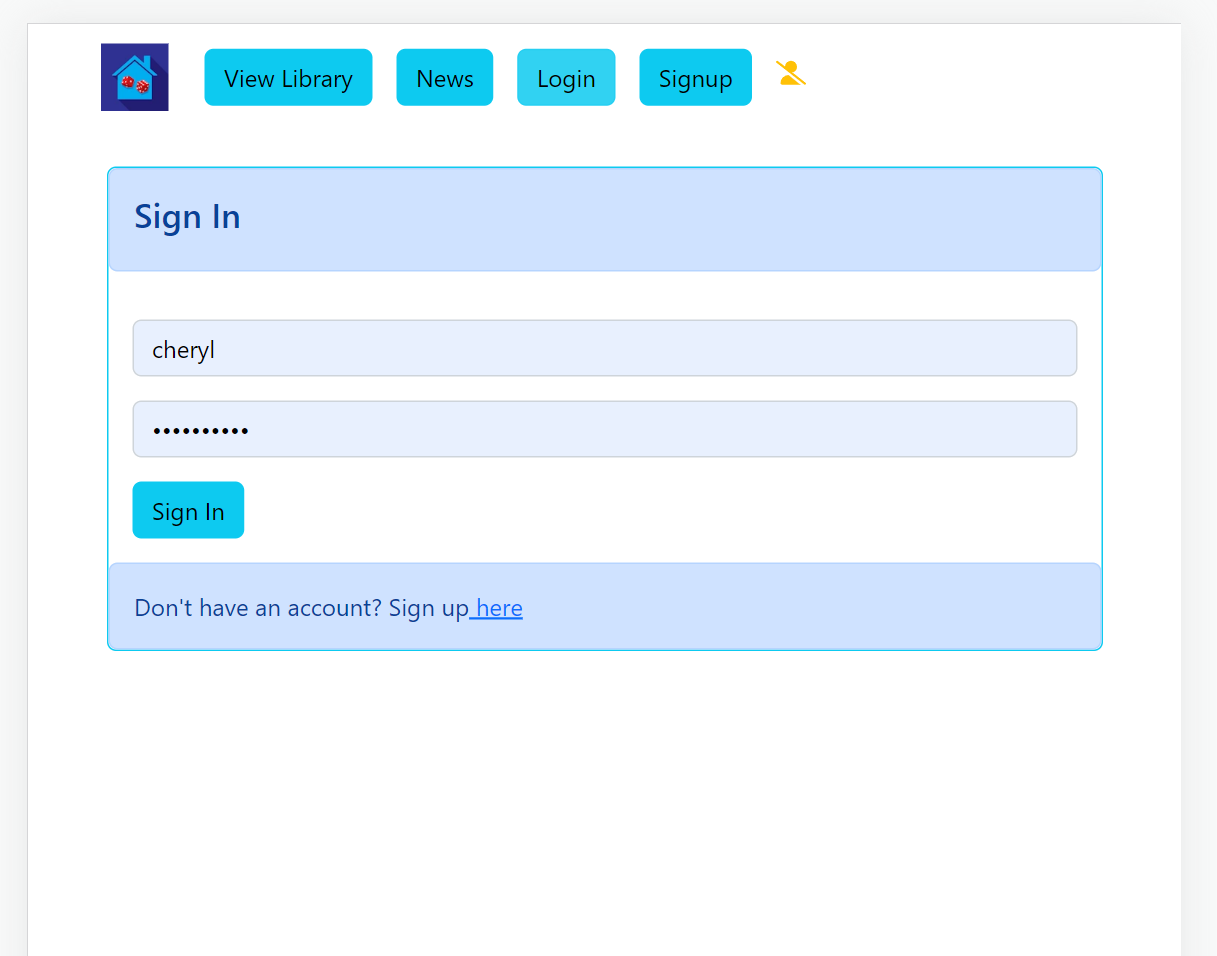 View Library News Login Signup
Sign In
cheryl
••••••••••
Sign In
Don't have an account? Sign up here